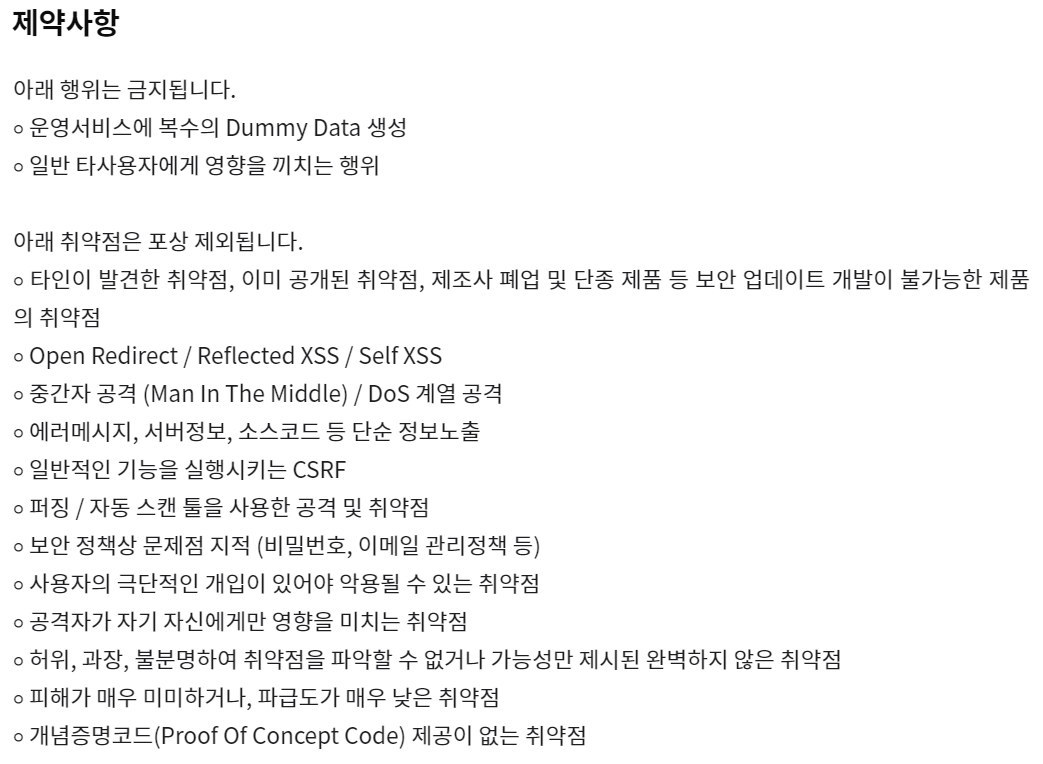 제약사항
아래 행위는 금지됩니다.
○ 운영서비스에 복수의 Dummy Data 생성
○ 일반 타사용자에게 영향을 끼치는 행위
아래 취약점은 포상 제외됩니다.
○ 타인이 발견한 취약점, 이미 공개된 취약점, 제조사 폐업 및 단종 제품 등 보안 업데이트 개발이 불가능한 제품
의 취약점
○ Open Redirect / Reflected XSS / Self XSS
○ 중간자 공격 (Man In The Middle) / DoS 계열 공격
○ 에러메시지, 서버정보, 소스코드 등 단순 정보노출
○ 일반적인 기능을 실행시키는 CSRF
○ 퍼징 / 자동 스캔 툴을 사용한 공격 및 취약점
○ 보안 정책상 문제점 지적 (비밀번호, 이메일 관리정책 등)
○ 사용자의 극단적인 개입이 있어야 악용될 수 있는 취약점
○ 공격자가 자기 자신에게만 영향을 미치는 취약점
○ 허위, 과장, 불분명하여 취약점을 파악할 수 없거나 가능성만 제시된 완벽하지 않은 취약점
○ 피해가 매우 미미하거나, 파급도가 매우 낮은 취약점
○ 개념증명코드(Proof Of Concept Code) 제공이 없는 취약점